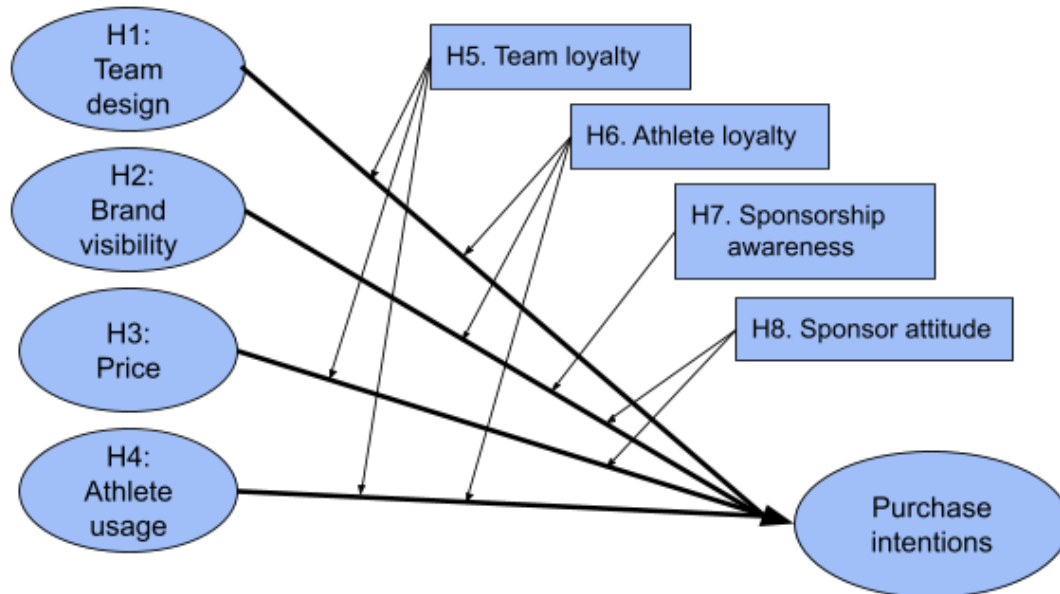 H1:
Team
design
H2:
Brand
visibility
H3:
Price
H4:
Athlete
usage
H5. Team loyalty
H6. Athlete loyalty
H7. Sponsorship
awareness
H8. Sponsor attitude
Purchase
intentions